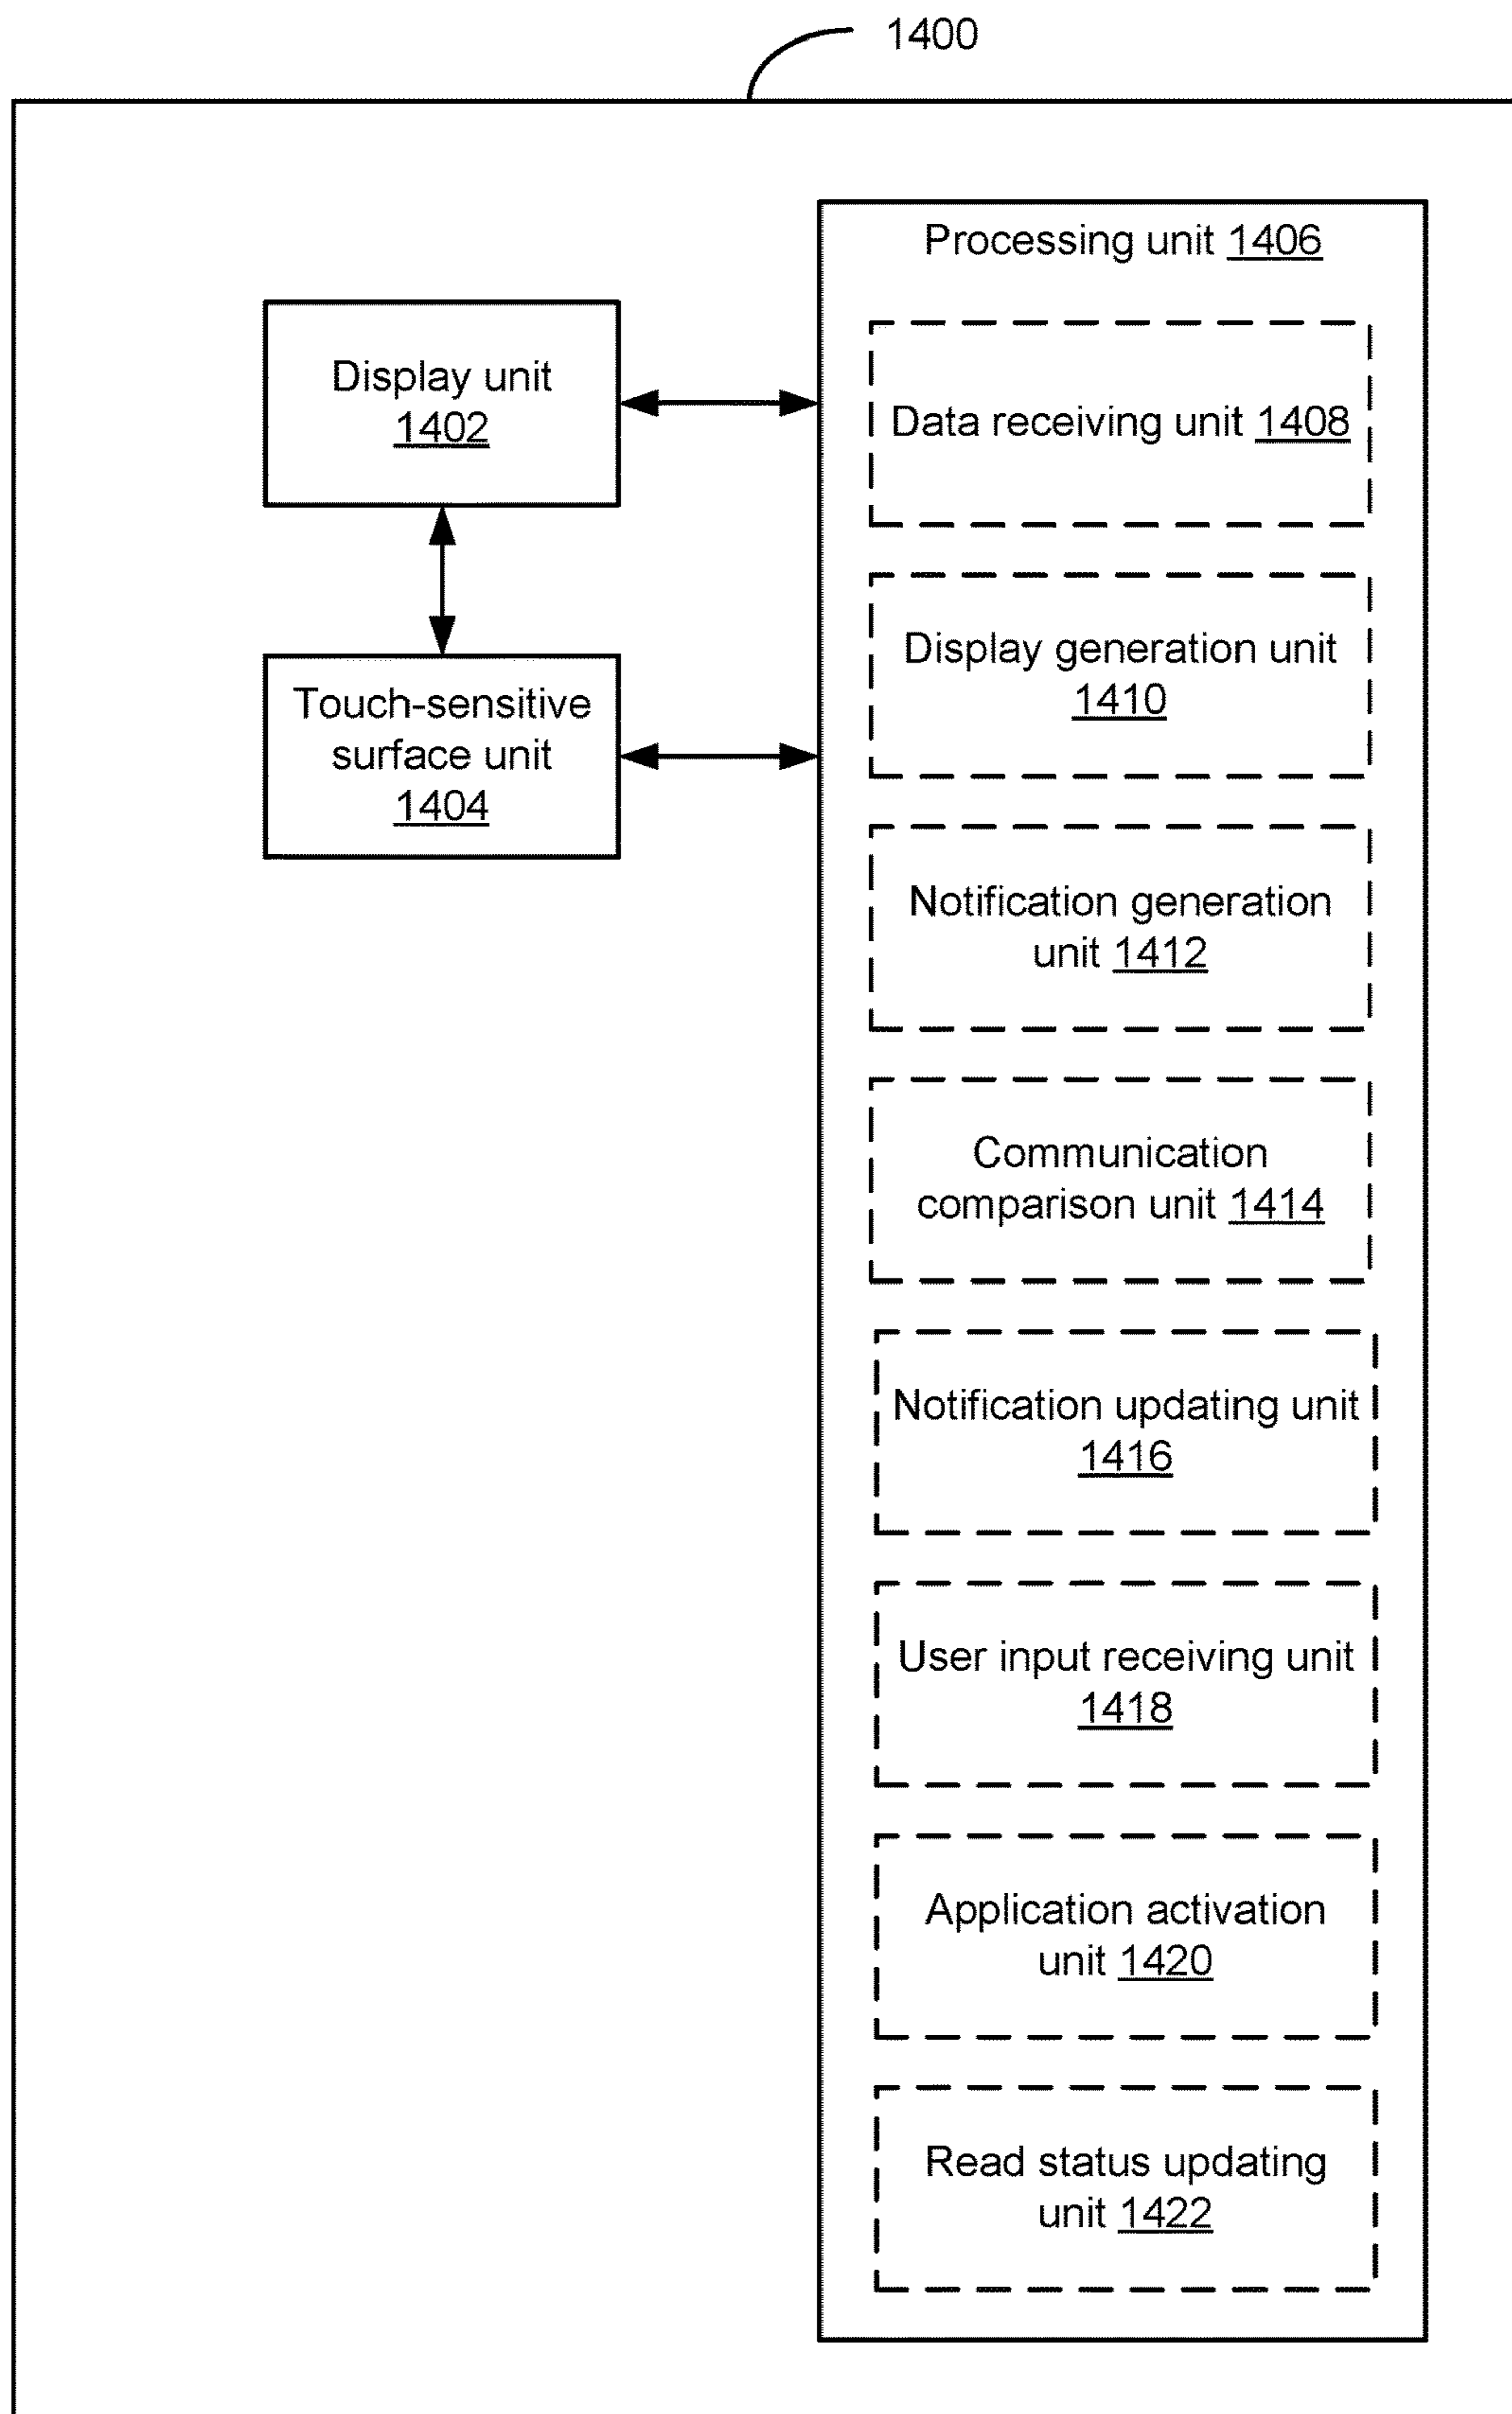 1400
Processing unit 1406
Display unit
1402
Touch-sensitive
surface unit
1404
Data receiving unit 1408
Display generation unit
1410
Notification generation
unit 1412
Communication
comparison unit 1414
Notification updating unit
1416
User input receiving unit
1418
Application activation
unit 1420
Read status updating
unit 1422